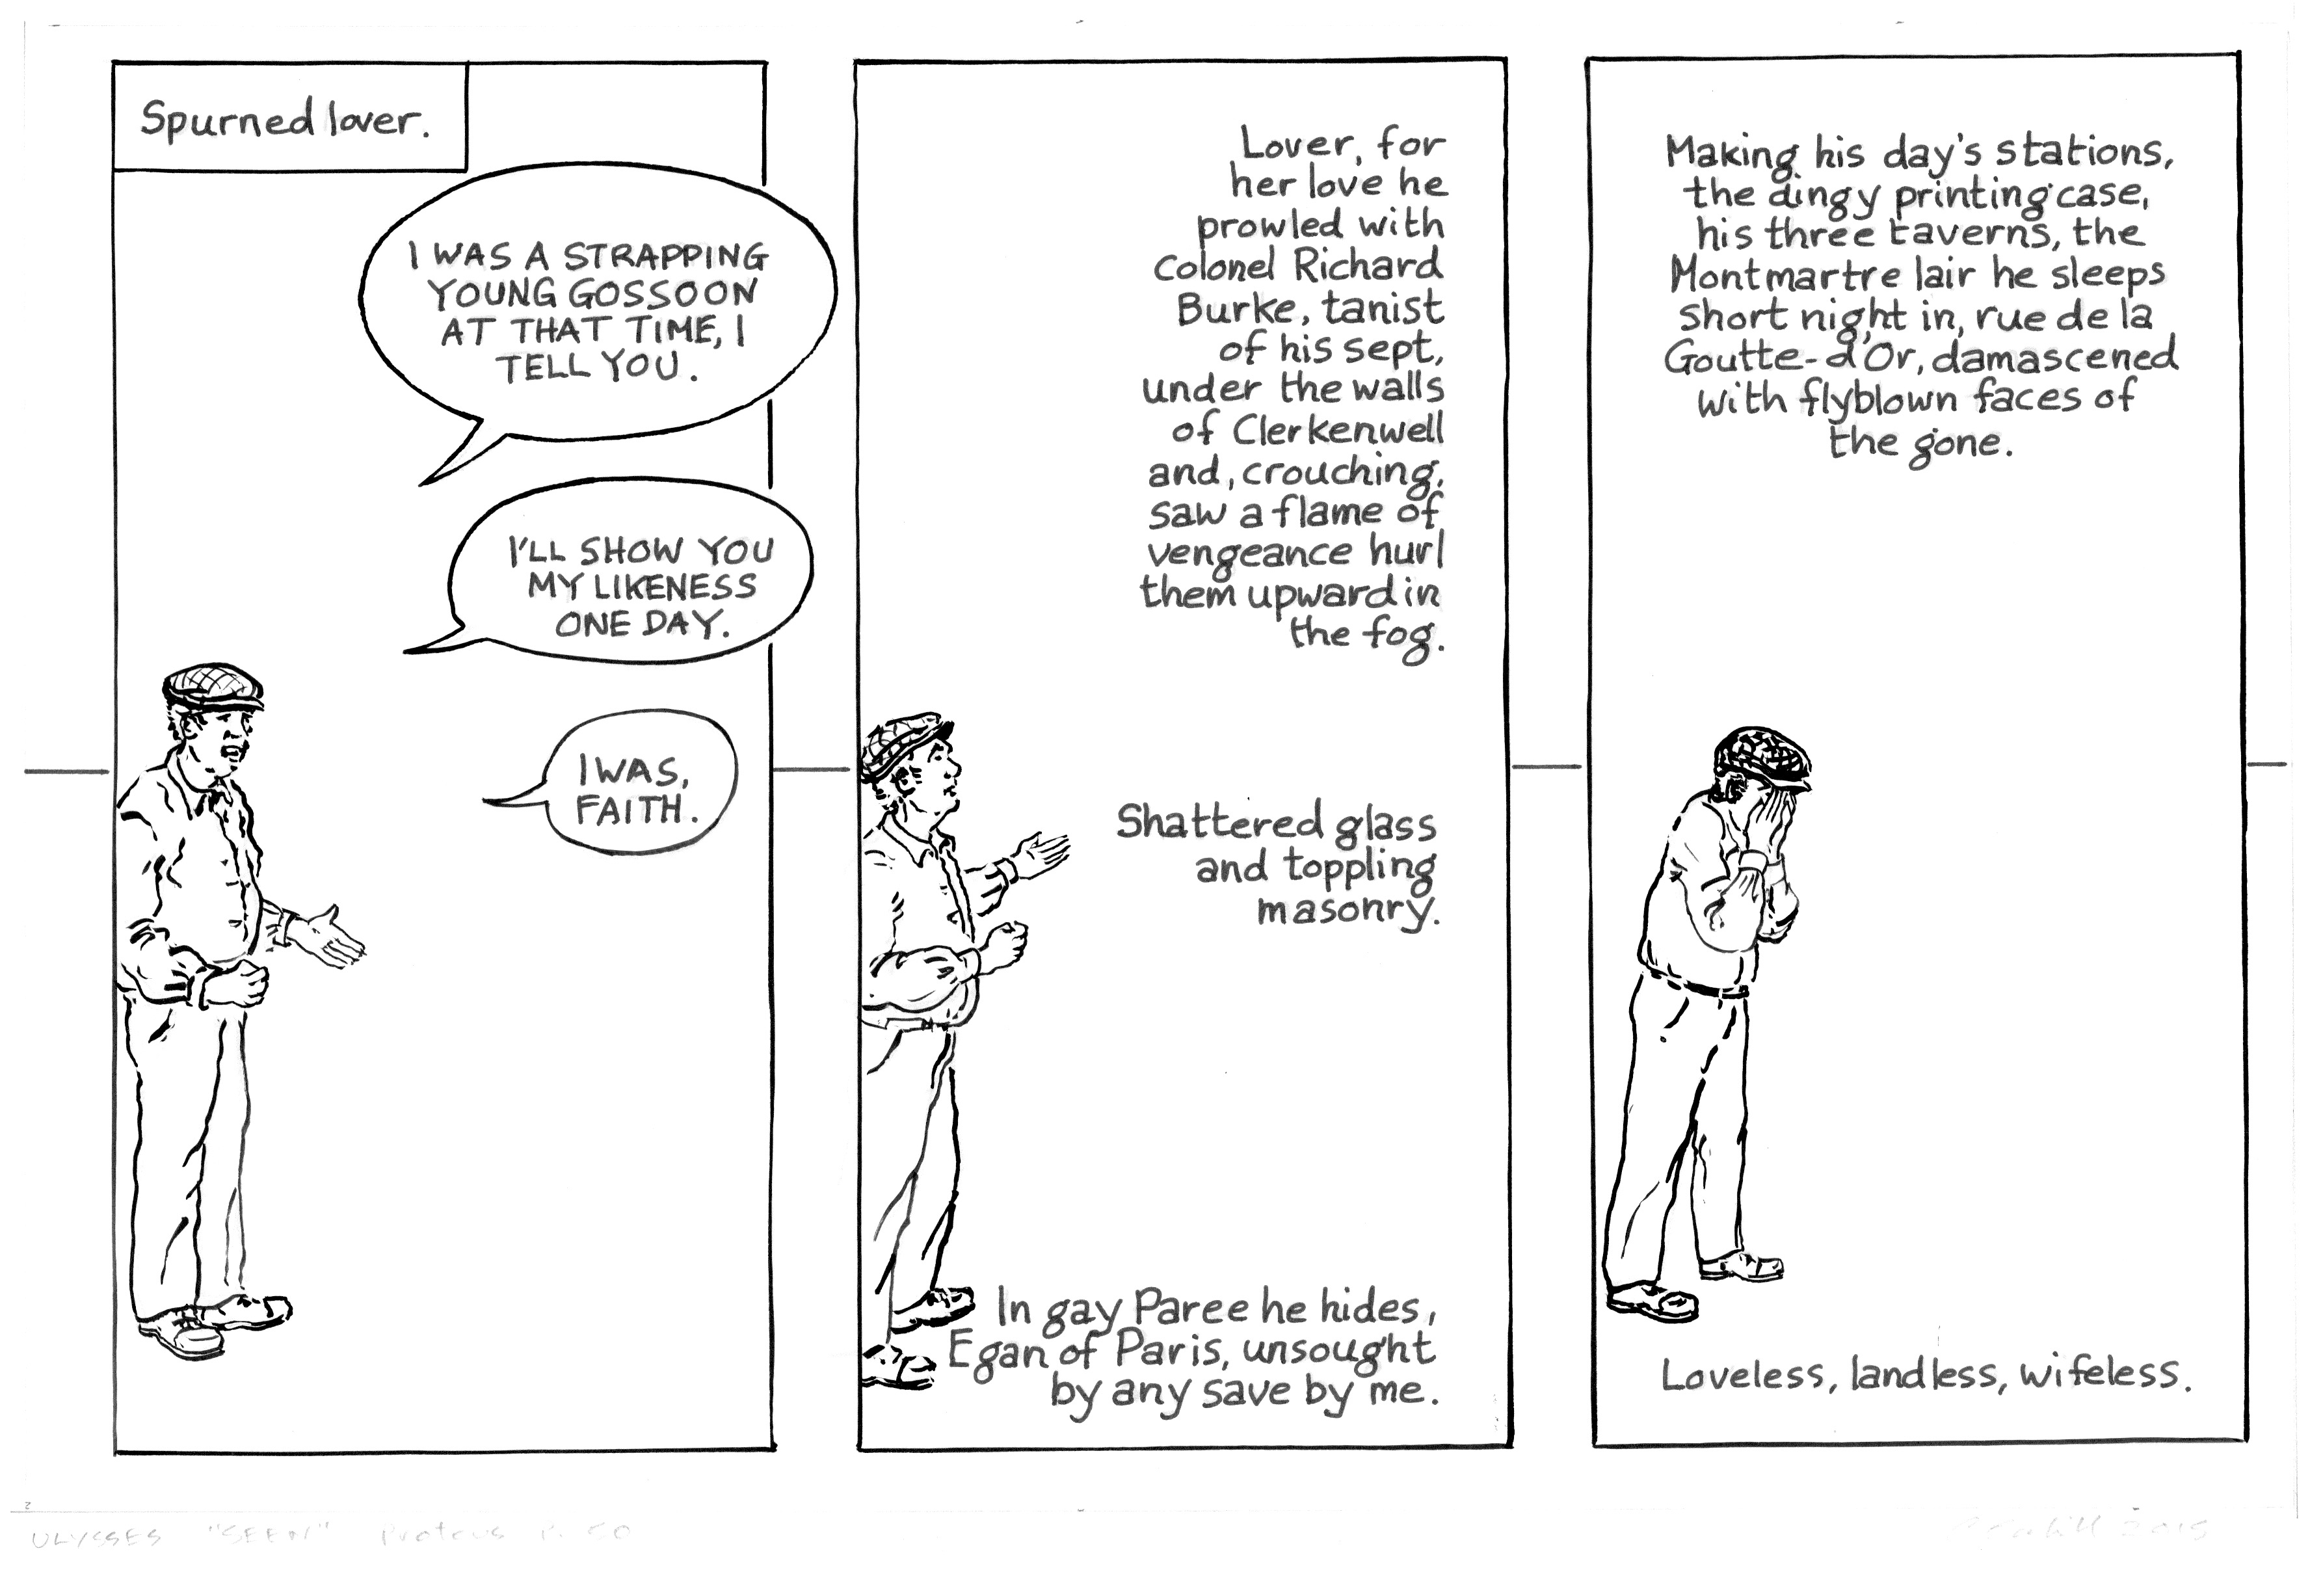 Spurned lover.
I WAS A STRAPPING
YOUNG GOSSOON
AT THAT TIME, I
TELL YOU.
I'LL SHOW YOU
MY LIKENESS
ONE DAY.
I WAS,
FAITH.
Lover, for
her love he
prowled with
colonel Richard
Burke, tanist
of his sept,
under the walls
of Clerkenwell
and, crouching,
saw a flame of
vengeance hurl
them upward in
the fog.
Shattered glass
and toppling
masonry.
In gay Paree he hides,
Egan of Paris, unsought
by any save by me.
Making his day's stations,
the dingy printingcase,
his three taverns, the
Montmartre lair he sleeps
short night in, rue de la
Goutte-d'Or, damascened
with flyblown faces of
the gone.
Loveless, landless, wifeless.
ULYSSES "SEEN" Proteus P. 50
2015